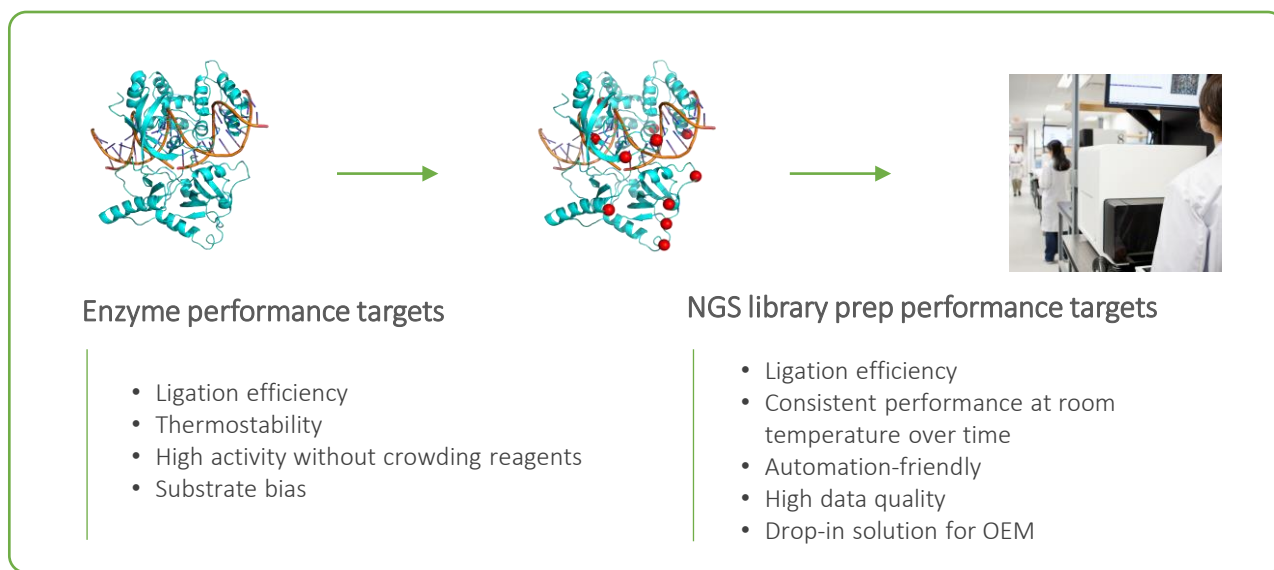 Enzyme performance targets
• Ligation efficiency
• Thermostability
• High activity without crowding reagents
• Substrate bias
NGS library prep performance targets
• Ligation efficiency
• Consistent performance at room
temperature over time
• Automation-friendly
• High data quality
• Drop-in solution for OEM